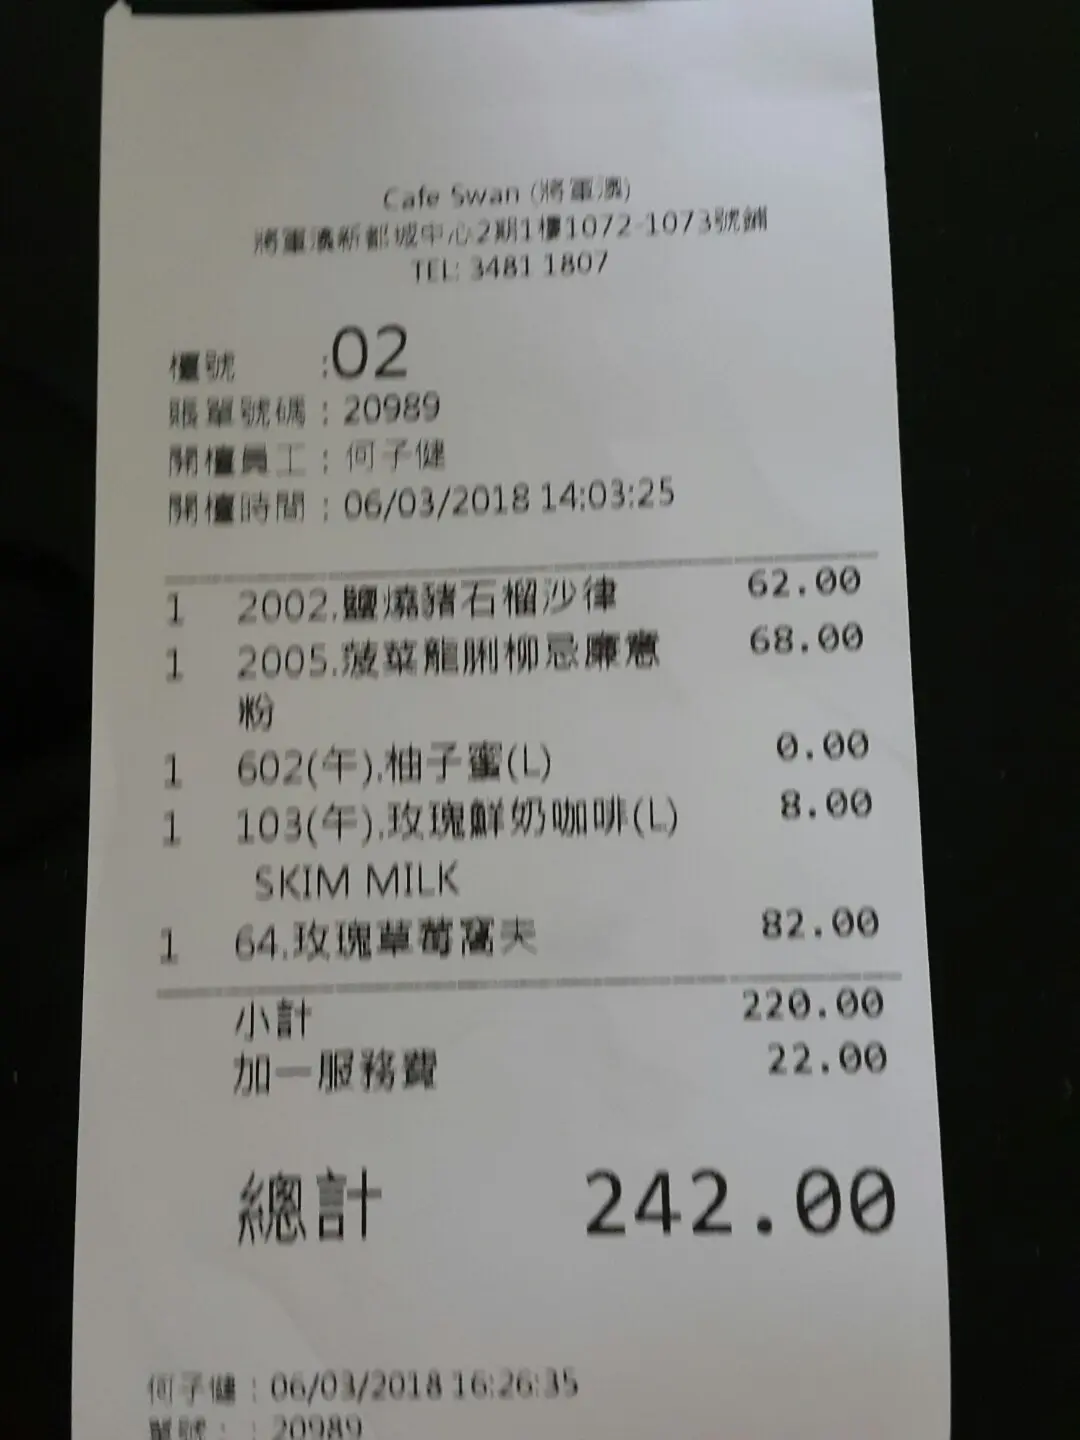 Cafe Swan (將軍澳)
將軍澳新都城中心2期1樓1072-1073號鋪
TEL: 3481 1807
檯號 :02
賬單號碼 : 20989
開檯員工 : 何子健
開檯時間 : 06/03/2018 14:03:25
1 2002.鹽燒豬石榴沙律 62.00
1 2005.菠菜龍脷柳忌廉意 68.00
粉
1 602(午).柚子蜜(L) 0.00
1 103(午).玫瑰鮮奶咖啡(L) 8.00
SKIM MILK
1 64.玫瑰草莓窩夫 82.00
小計 220.00
加一服務費 22.00
總計 242.00
何子健 : 06/03/2018 16:26:35
單號 : : 20989